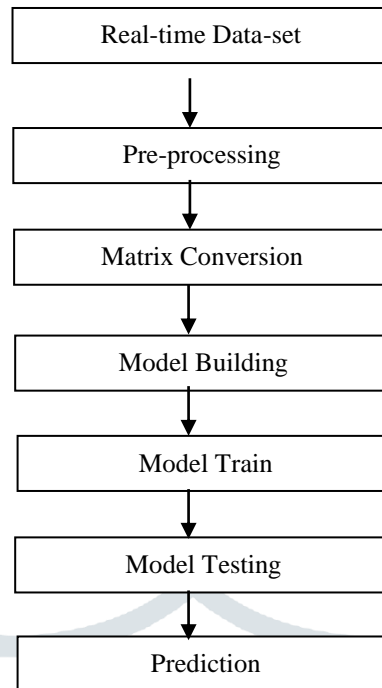 Real-time Data-set
Pre-processing
Matrix Conversion
Model Building
Model Train
Model Testing
Prediction